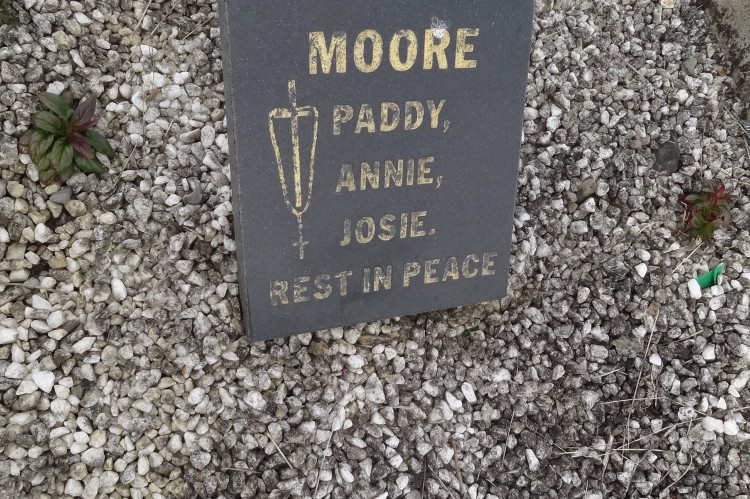 MOORE
PADDY,
ANNIE,
JOSIE.
REST IN PEACE